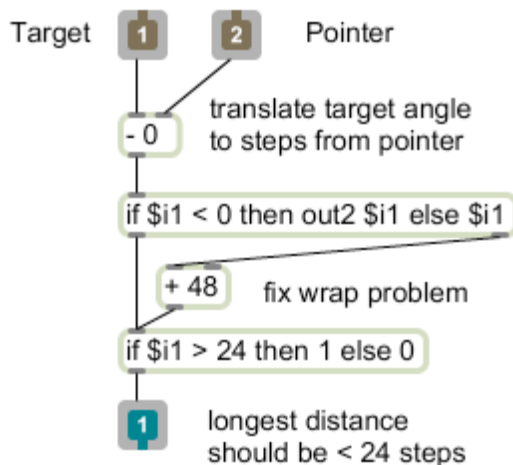 Target 1 2 Pointer
- 0
translate target angle
to steps from pointer
if $i1 < 0 then out2 $i1 else $i1
+ 48
fix wrap problem
if $i1 > 24 then 1 else 0
1
longest distance
should be < 24 steps